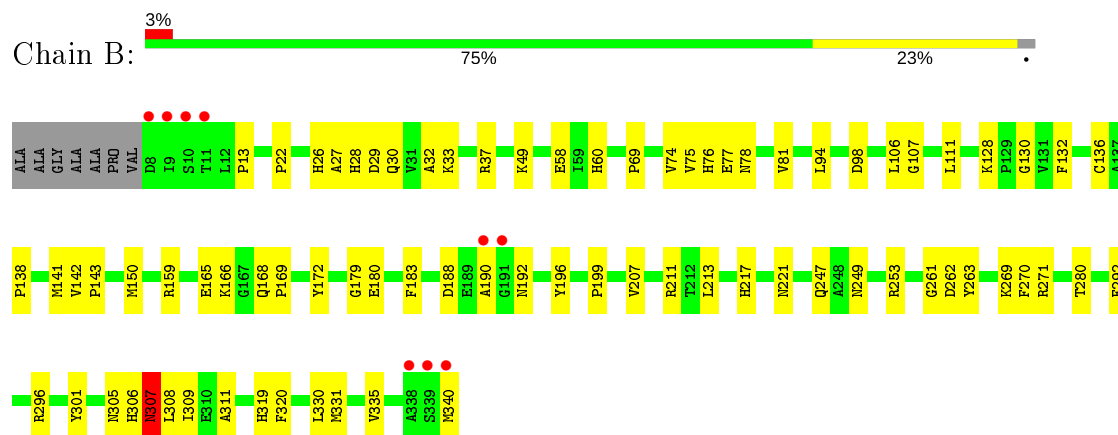 3%
Chain B:
75%
23%
ALA ALA GLY ALA ALA PRO VAL D8 I9 S10 T11 L12 P13 P22 H26 A27 H28 D29 Q30 V31 A32 K33 R37 K49 E58 I59 H60 P69 V74 V75 H76 E77 N78 V81 L94 D98 L106 G107 L111 K128 P129 G130 V131 F132 C136 A137
P138 M141 V142 P143 M150 R159 E165 K166 G167 Q168 P169 Y172 G179 E180 F183 D188 E189 A190 G191 N192 Y196 P199 V207 R211 T212 L213 H217 N221 Q247 A248 N249 R253 G261 D262 Y263 K269 F270 R271 T280
R296 Y301 N305 H306 N307 L308 I309 E310 A311 H319 F320 L330 M331 V335 A338 S339 M340